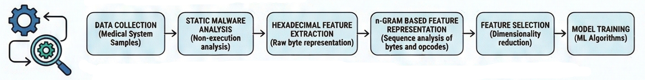 DATA COLLECTION
(Medical System
Samples)
STATIC MALWARE
ANALYSIS
(Non-execution
analysis)
HEXADECIMAL FEATURE
EXTRACTION
(Raw byte representation)
n-GRAM BASED FEATURE
REPRESENTATION
(Sequence analysis of
bytes and opcodes)
FEATURE SELECTION
(Dimensionality
reduction)
MODEL TRAINING
(ML Algorithms)